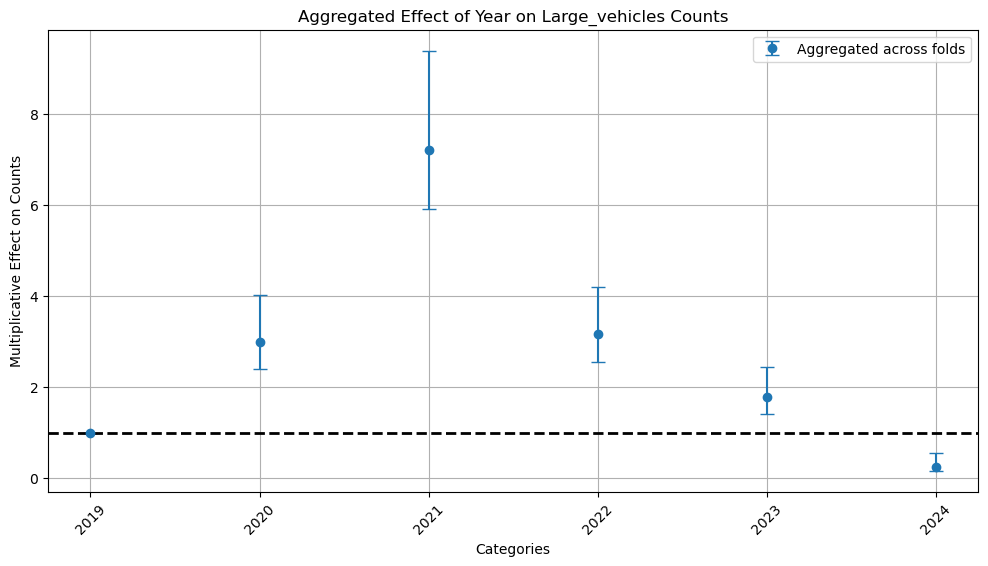 Aggregated Effect of Year on Large_vehicles Counts
Aggregated across folds
Multiplicative Effect on Counts
8
6
4
2
0
2019
2020
2021
2022
2023
2024
Categories